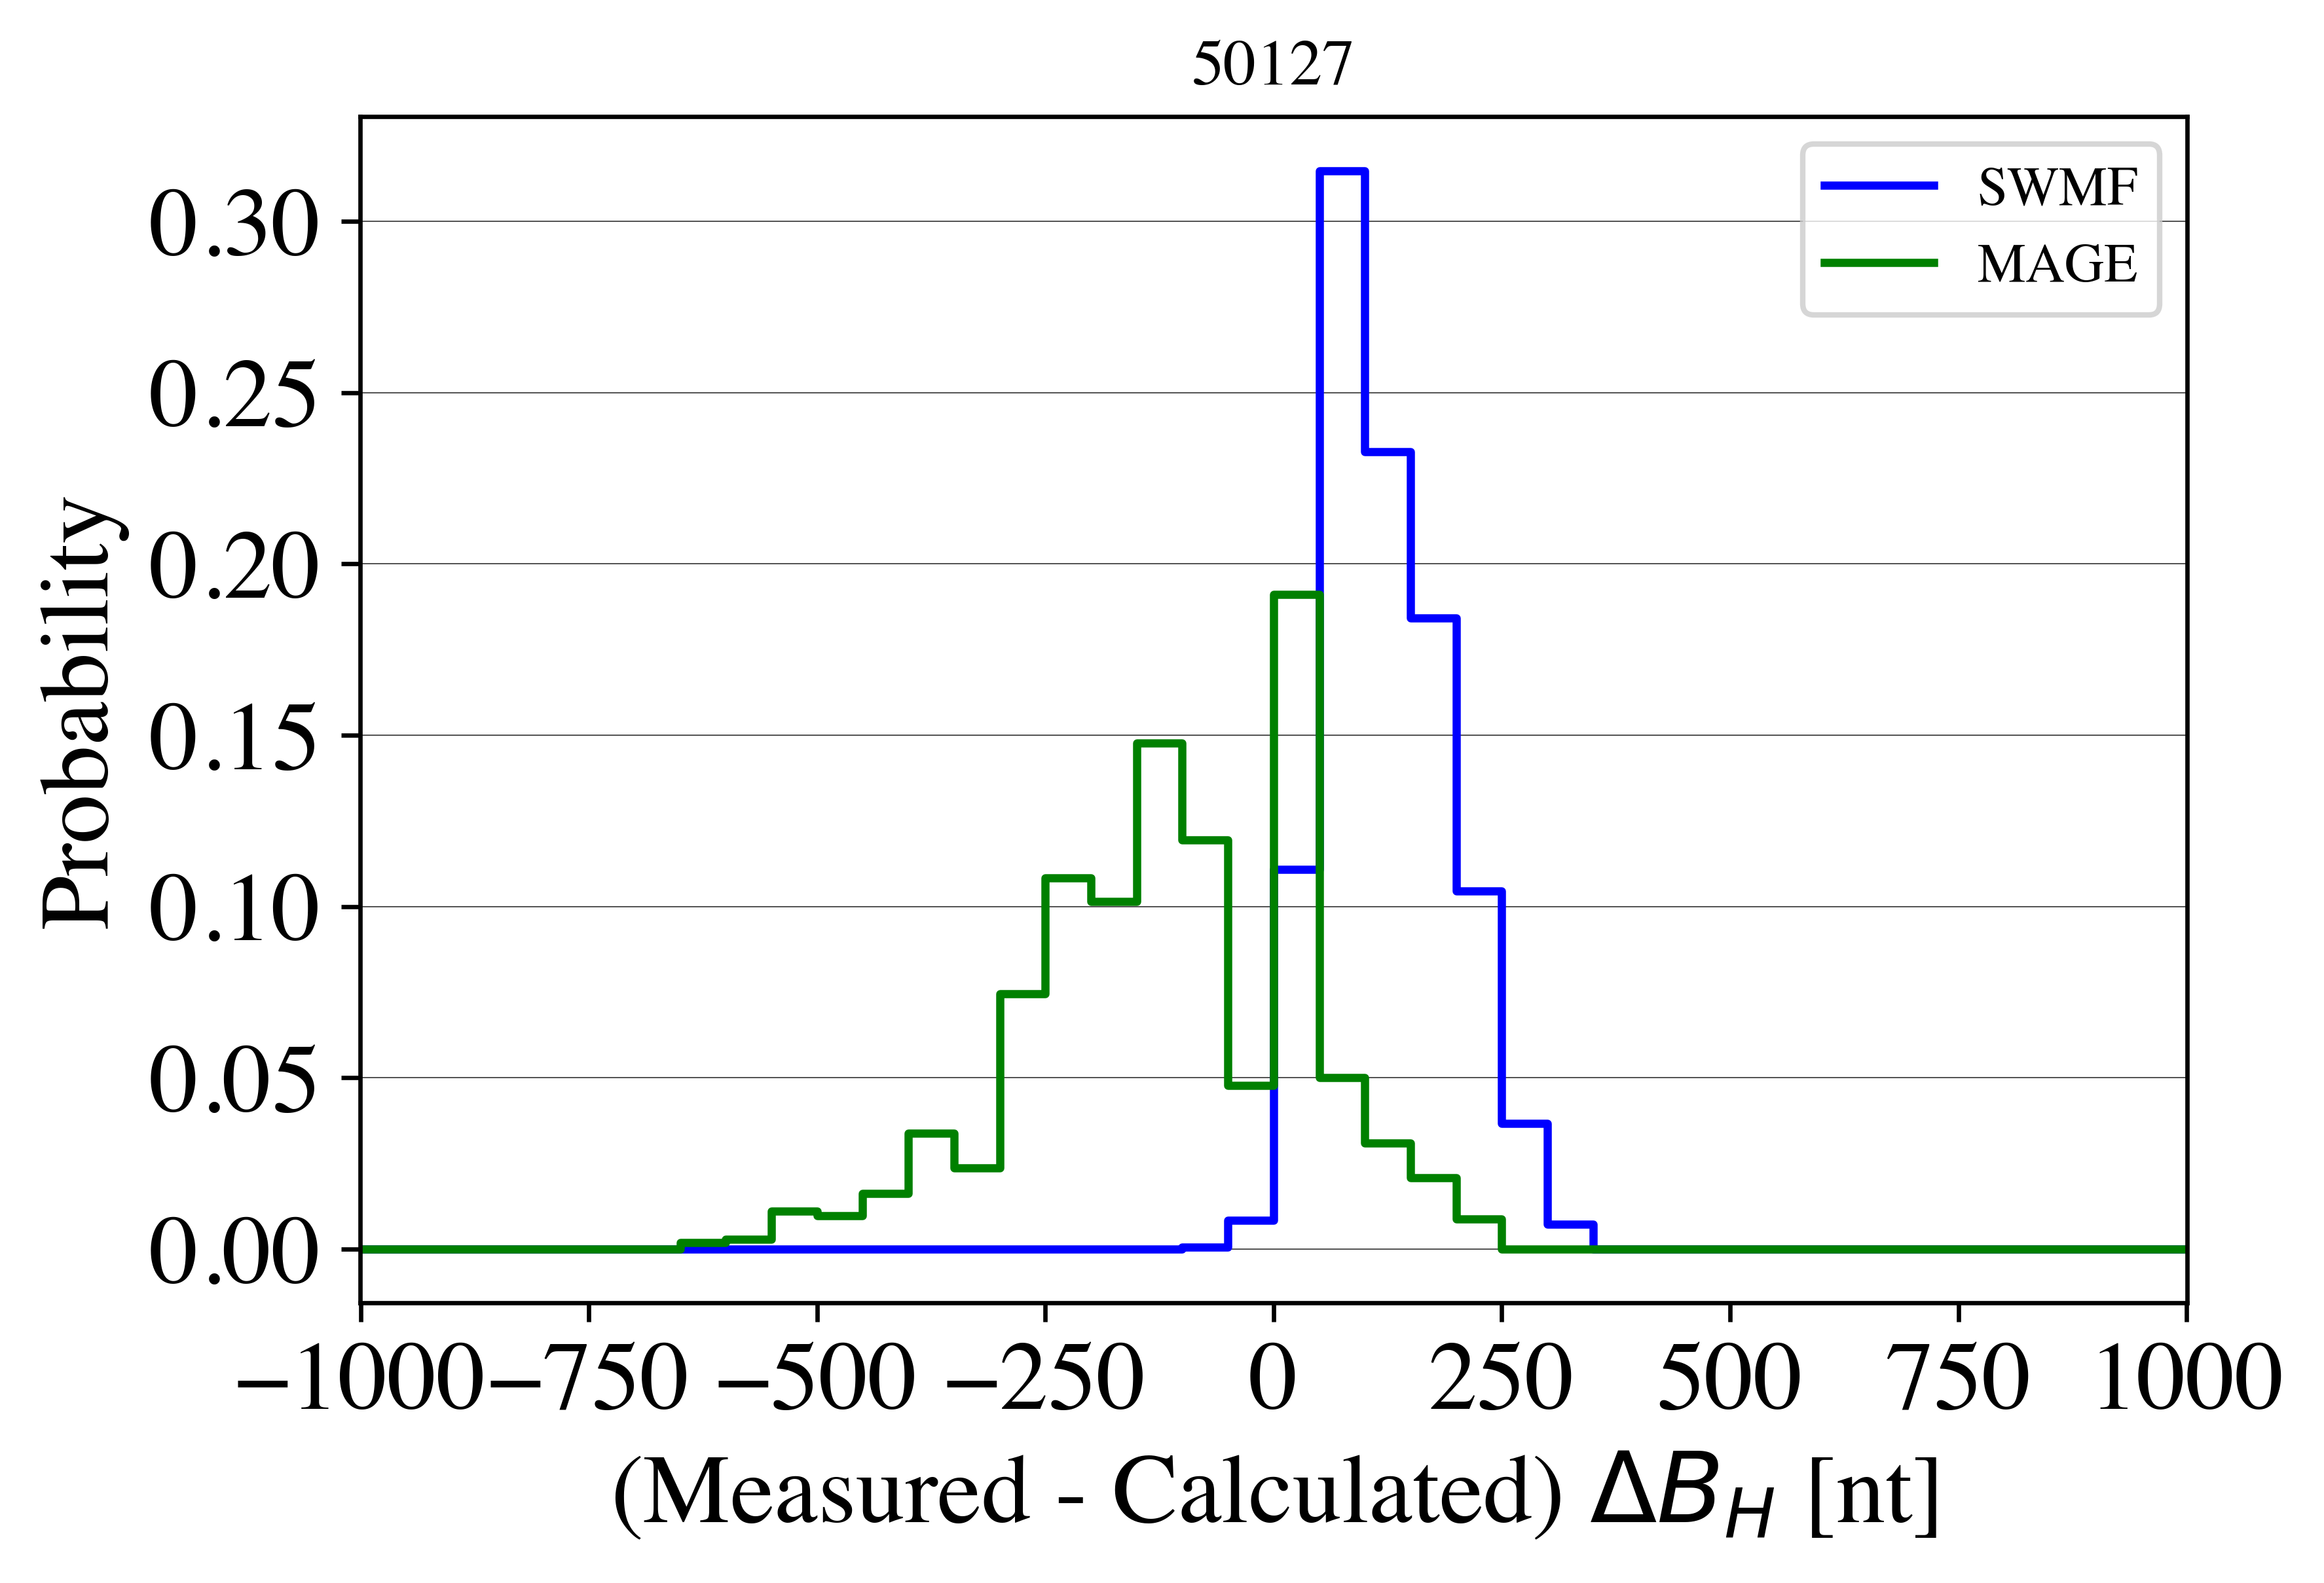 50127
SWMF
MAGE
Probability
0.30
0.25
0.20
0.15
0.10
0.05
0.00
−1000 −750 −500 −250 0 250 500 750 1000
(Measured - Calculated) ΔB_H [nt]